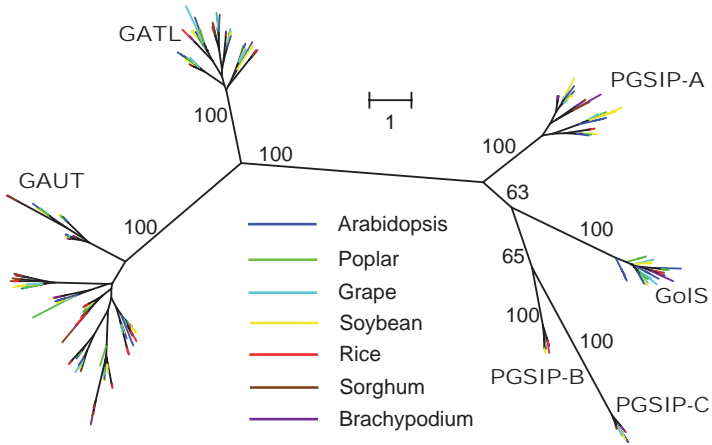 GATL
PGSIP-A
1
100
100
100
GAUT
63
100
100
Arabidopsis
65
Poplar
GolS
Grape
Soybean
100
100
Rice
PGSIP-B
Sorghum
PGSIP-C
Brachypodium